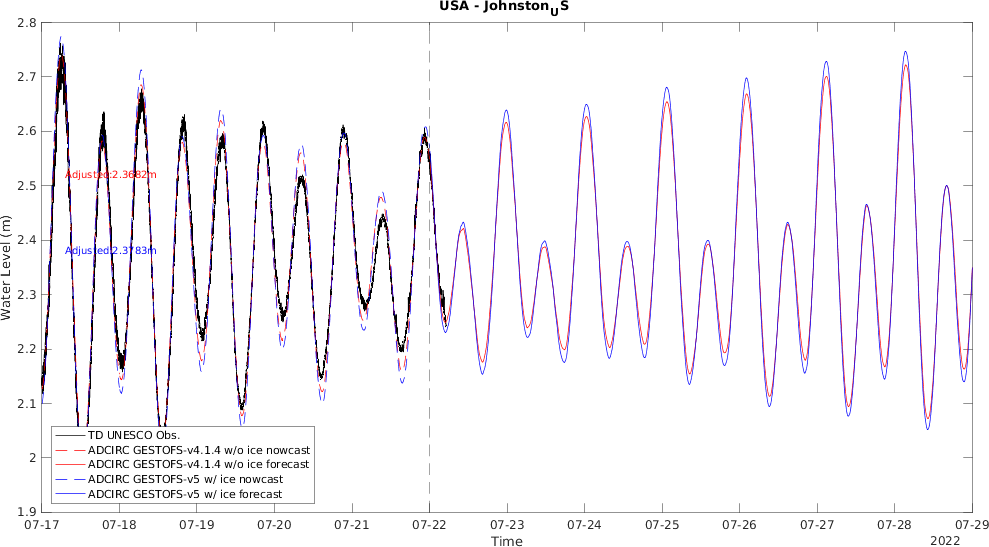 USA - Johnston_US
2.8
2.7
2.6
2.5
2.4
2.3
2.2
2.1
2
1.9
Water Level (m)
Adjusted:2.3682m
Adjusted:2.3783m
TD UNESCO Obs.
ADCIRC GESTOFS-v4.1.4 w/o ice nowcast
ADCIRC GESTOFS-v4.1.4 w/o ice forecast
ADCIRC GESTOFS-v5 w/ ice nowcast
ADCIRC GESTOFS-v5 w/ ice forecast
07-17 07-18 07-19 07-20 07-21 07-22 07-23 07-24 07-25 07-26 07-27 07-28 07-29
Time
2022